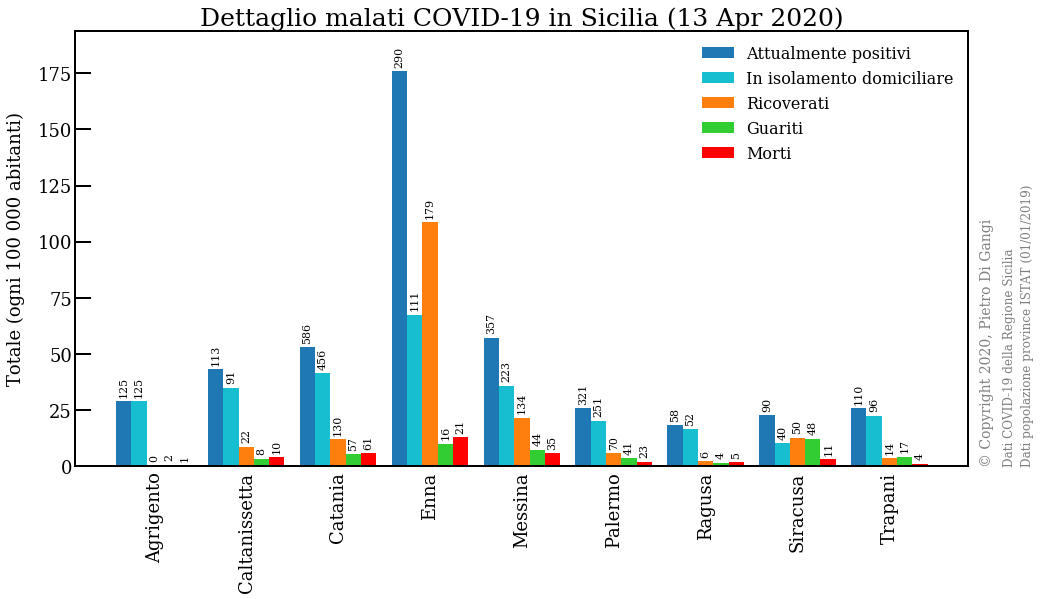 Dettaglio malati COVID-19 in Sicilia (13 Apr 2020)
Attualmente positivi
In isolamento domiciliare
Ricoverati
Guariti
Morti
Totale (ogni 100 000 abitanti)
175
150
125
100
75
50
25
0
125 125 0 2 1
113 91 22 8 10
586 456 130 57 61
290 111 179 16 21
357 223 134 44 35
321 251 70 41 23
58 52 6 4 5
90 40 50 48 11
110 96 14 17 4
Agrigento
Caltanissetta
Catania
Enna
Messina
Palermo
Ragusa
Siracusa
Trapani
© Copyright 2020, Pietro Di Gangi
Dati COVID-19 della Regione Sicilia
Dati popolazione province ISTAT (01/01/2019)